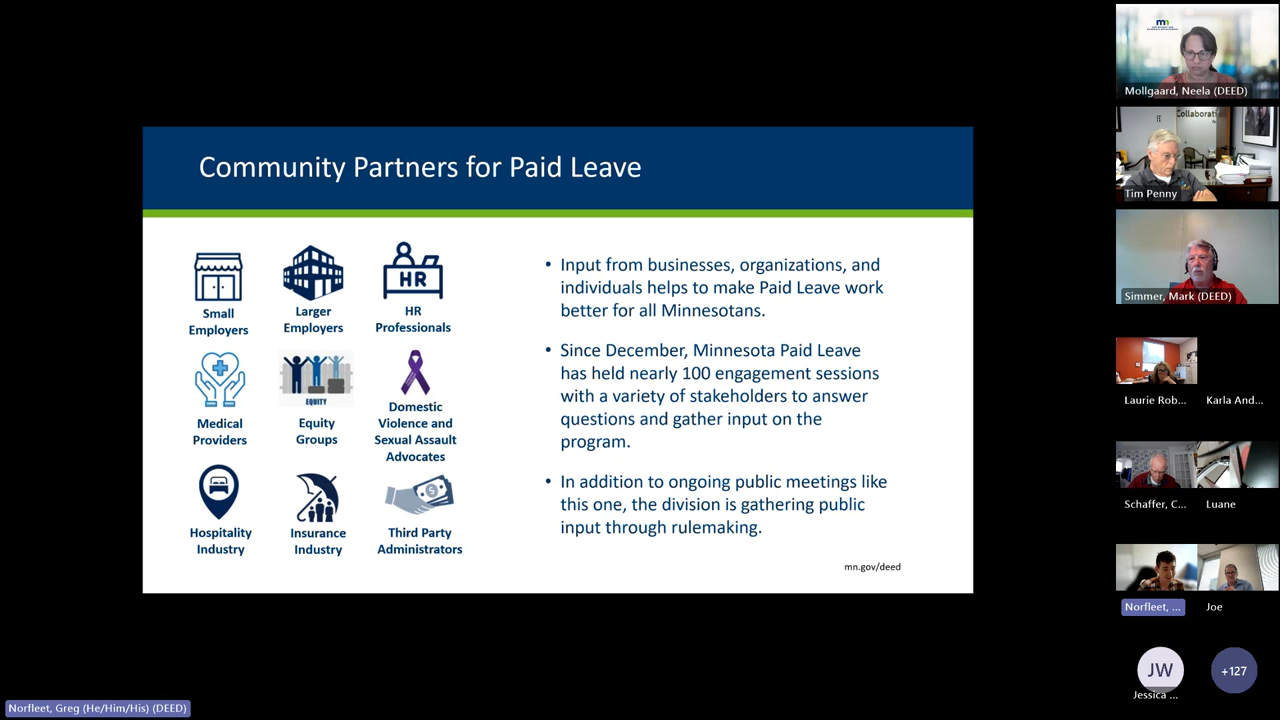 Community Partners for Paid Leave
Small
Employers
Larger
Employers
HR
HR
Professionals
Medical
Providers
EQUITY
Equity
Groups
Domestic
Violence and
Sexual Assault
Advocates
Hospitality
Industry
Insurance
Industry
Third Party
Administrators
• Input from businesses, organizations, and
individuals helps to make Paid Leave work
better for all Minnesotans.
• Since December, Minnesota Paid Leave
has held nearly 100 engagement sessions
with a variety of stakeholders to answer
questions and gather input on the
program.
• In addition to ongoing public meetings like
this one, the division is gathering public
input through rulemaking.
mn.gov/deed
Mollgaard, Neela (DEED)
Tim Penny
Simmer, Mark (DEED)
Laurie Rob...
Karla And...
Schaffer, C...
Luane
Norfleet, ...
Joe
JW
Jessica ...
+127
Norfleet, Greg (He/Him/His) (DEED)